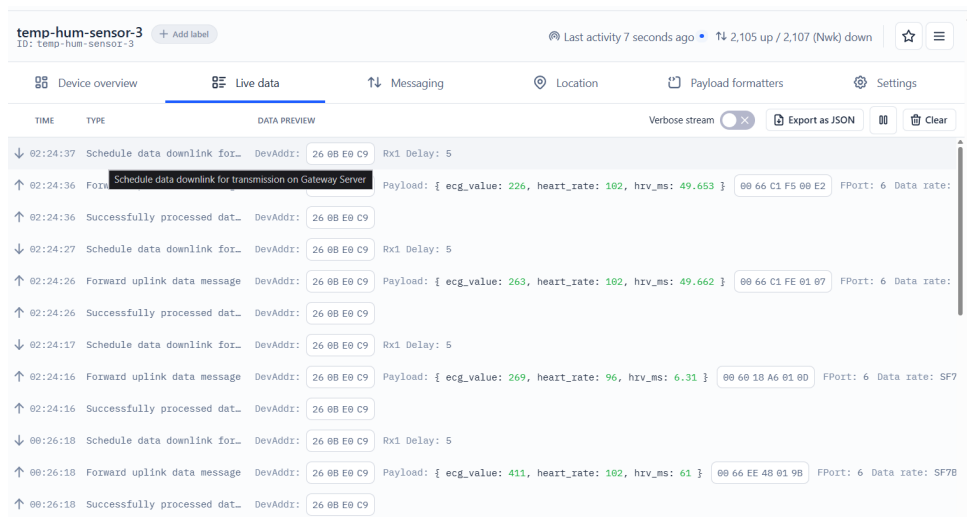 temp-hum-sensor-3 + Add label
ID: temp-hum-sensor-3
Last activity 7 seconds ago • 2,105 up / 2,107 (Nwk) down
Device overview Live data Messaging Location Payload formatters Settings
TIME TYPE DATA PREVIEW Verbose stream Export as JSON Clear
↓ 02:24:37 Schedule data downlink for… DevAddr: 26 0B E0 C9 Rx1 Delay: 5
Schedule data downlink for transmission on Gateway Server
↑ 02:24:36 Payload: { ecg_value: 226, heart_rate: 102, hrv_ms: 49.653 } 00 66 C1 F5 00 E2 FPort: 6 Data rate:
↑ 02:24:36 Successfully processed dat… DevAddr: 26 0B E0 C9
↓ 02:24:27 Schedule data downlink for… DevAddr: 26 0B E0 C9 Rx1 Delay: 5
↑ 02:24:26 Forward uplink data message DevAddr: 26 0B E0 C9 Payload: { ecg_value: 263, heart_rate: 102, hrv_ms: 49.662 } 00 66 C1 FE 01 07 FPort: 6 Data rate:
↑ 02:24:26 Successfully processed dat… DevAddr: 26 0B E0 C9
↓ 02:24:17 Schedule data downlink for… DevAddr: 26 0B E0 C9 Rx1 Delay: 5
↑ 02:24:16 Forward uplink data message DevAddr: 26 0B E0 C9 Payload: { ecg_value: 269, heart_rate: 96, hrv_ms: 6.31 } 00 60 18 A6 01 0D FPort: 6 Data rate: SF7
↑ 02:24:16 Successfully processed dat… DevAddr: 26 0B E0 C9
↓ 00:26:18 Schedule data downlink for… DevAddr: 26 0B E0 C9 Rx1 Delay: 5
↑ 00:26:18 Forward uplink data message DevAddr: 26 0B E0 C9 Payload: { ecg_value: 411, heart_rate: 102, hrv_ms: 61 } 00 66 EE 48 01 9B FPort: 6 Data rate: SF7B
↑ 00:26:18 Successfully processed dat… DevAddr: 26 0B E0 C9